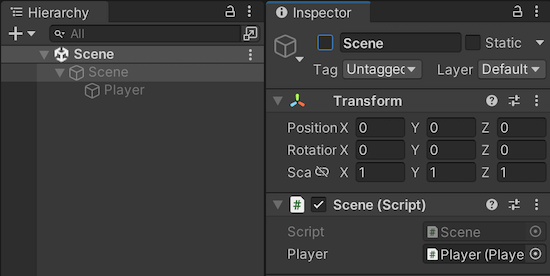 Hierarchy
All
Scene
Scene
Player
Inspector
Scene
Static
Tag Untagged Layer Default
Transform
Position X 0 Y 0 Z 0
Rotation X 0 Y 0 Z 0
Sca X 1 Y 1 Z 1
# Scene (Script)
Script # Scene
Player # Player (Playe